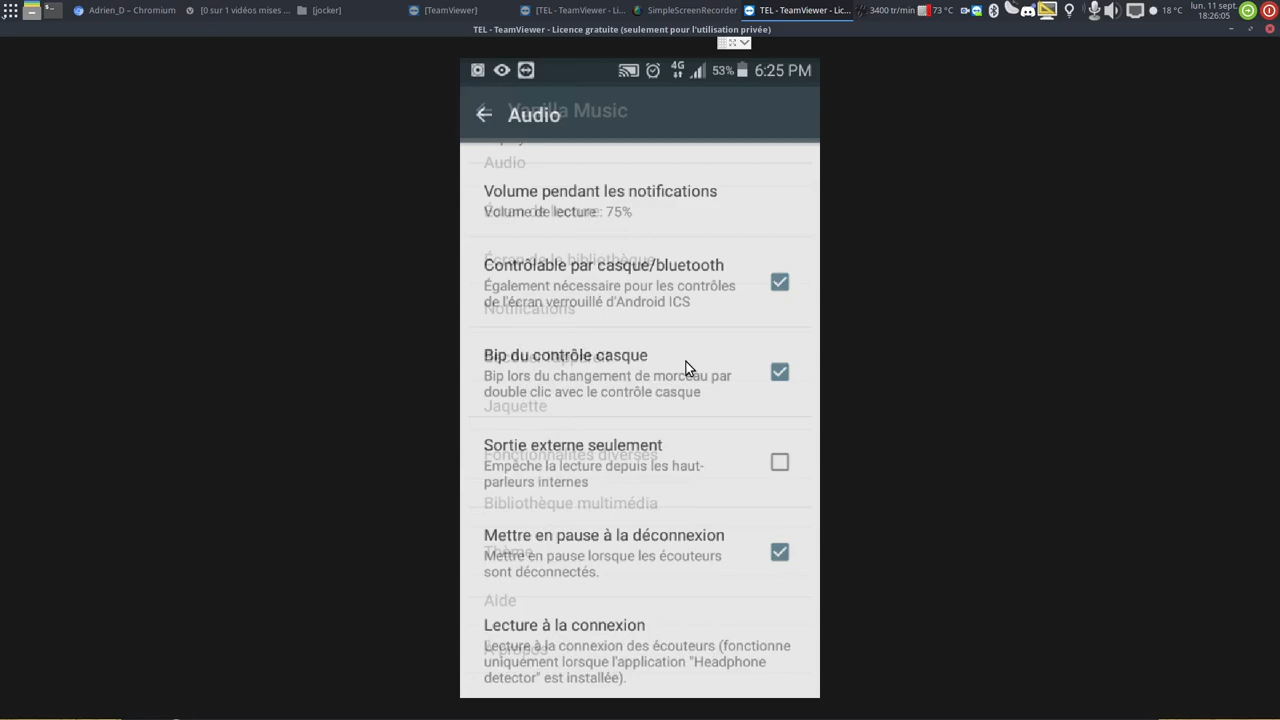 Adrien_D – Chromium
[0 sur 1 vidéos mises ...
[jocker]
[TeamViewer]
[TEL - TeamViewer - Li...
SimpleScreenRecorder
TEL - TeamViewer - Lic...
3400 tr/min
73 °C
18 °C
lun. 11 sept.
18:26:05
TEL - TeamViewer - Licence gratuite (seulement pour l'utilisation privée)
4G
53%
6:25 PM
Vanilla Music
Audio
Audio
Volume pendant les notifications
Volume de lecture : 75%
Écran de la bibliothèque
Contrôlable par casque/bluetooth
Également nécessaire pour les contrôles
de l'écran verrouillé d'Android ICS
Notifications
Bip du contrôle casque
Bip lors du changement de morceau par
double clic avec le contrôle casque
Jaquette
Sortie externe seulement
Fonctionnalités diverses
Empêche la lecture depuis les haut-
parleurs internes
Bibliothèque multimédia
Mettre en pause à la déconnexion
Thème
Mettre en pause lorsque les écouteurs
sont déconnectés.
Aide
Lecture à la connexion
Lecture à la connexion des écouteurs (fonctionne
À propos
uniquement lorsque l'application "Headphone
detector" est installée).